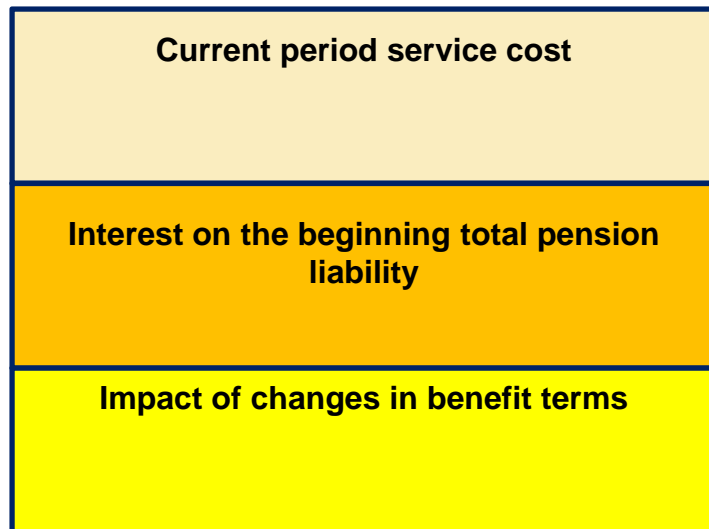 Current period service cost
Interest on the beginning total pension
liability
Impact of changes in benefit terms